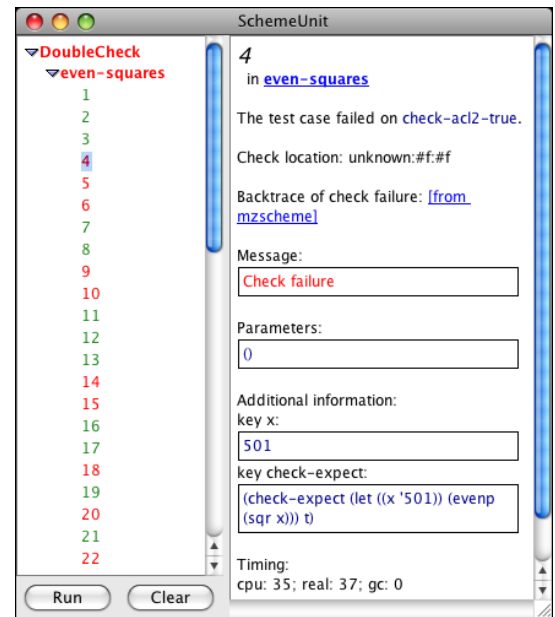 SchemeUnit
DoubleCheck
even-squares
1
2
3
4
5
6
7
8
9
10
11
12
13
14
15
16
17
18
19
20
21
22
Run
Clear
4
in even-squares
The test case failed on check-acl2-true.
Check location: unknown:#f:#f
Backtrace of check failure: [from
mzscheme]
Message:
Check failure
Parameters:
()
Additional information:
key x:
501
key check-expect:
(check-expect (let ((x '501)) (evenp
(sqr x))) t)
Timing:
cpu: 35; real: 37; gc: 0